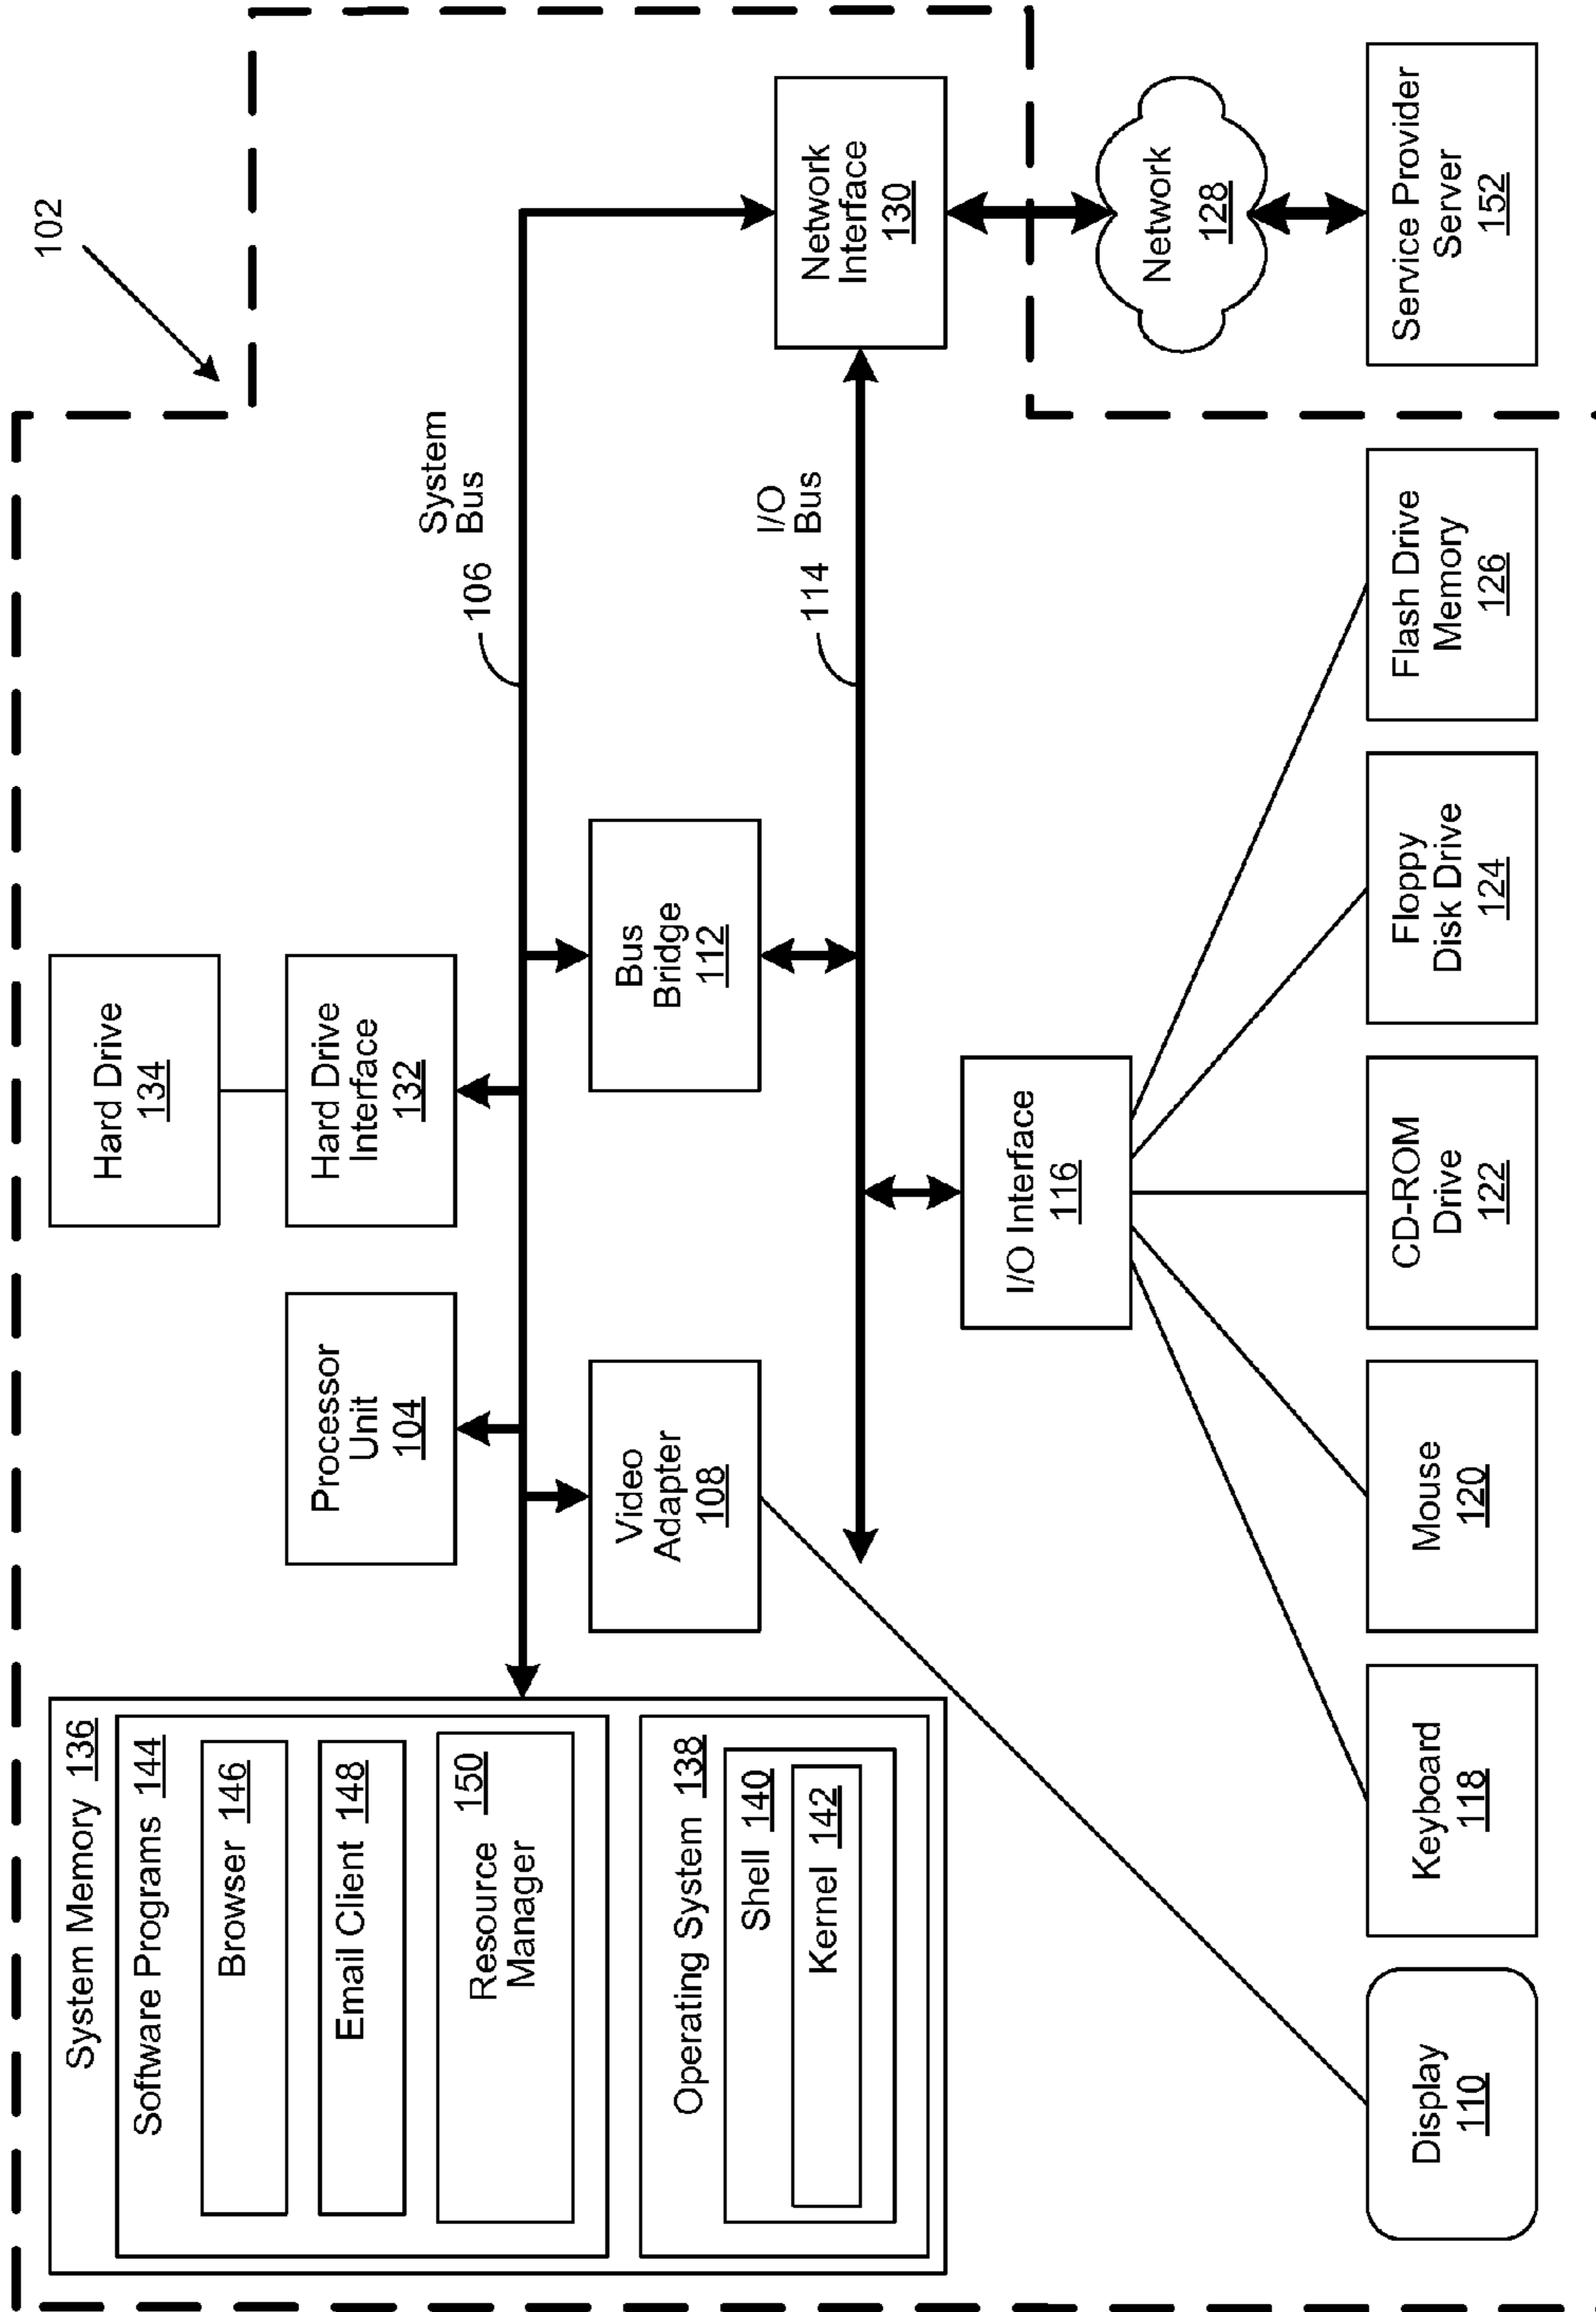 102
System Memory 136
Software Programs 144
Browser 146
Email Client 148
150
Resource
Manager
Operating System 138
Shell 140
Kernel 142
Hard Drive
134
Processor
Unit
104
Hard Drive
Interface
132
System
Bus
106
Video
Adapter
108
Bus
Bridge
112
I/O
Bus
114
Network
Interface
130
I/O Interface
116
Network
128
Display
110
Keyboard
118
Mouse
120
CD-ROM
Drive
122
Floppy
Disk Drive
124
Flash Drive
Memory
126
Service Provider
Server
152